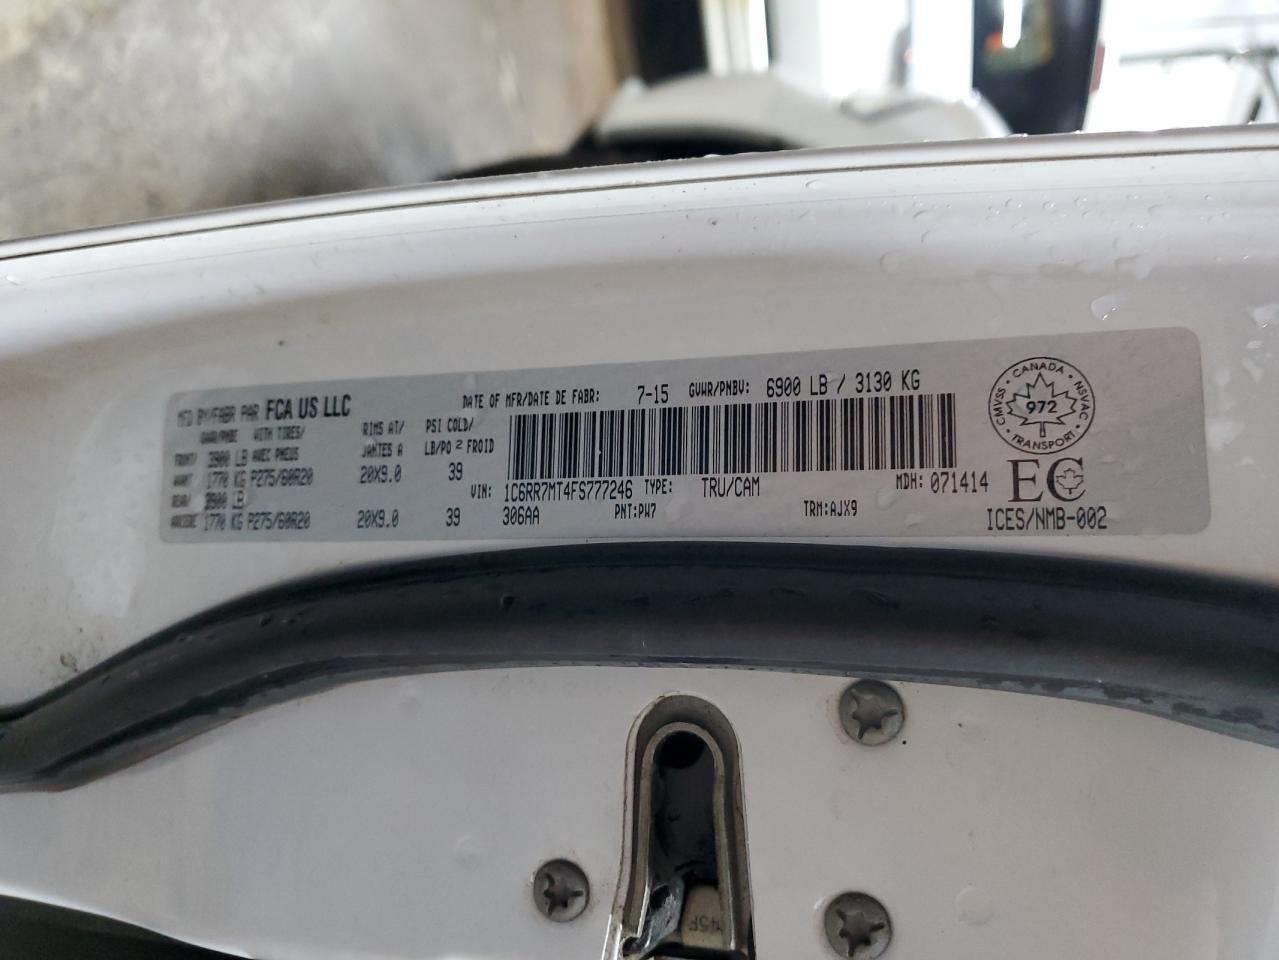 MFD BY/FABR PAR FCA US LLC DATE OF MFR/DATE DE FABR: 7-15 GVWR/PNBV: 6900 LB / 3130 KG
GAWR/PNBE WITH TIRES/ RIMS AT/ PSI COLD/
FRONT/ 3900 LB AVEC PNEUS JANTES A LB/PO² FROID
AVANT 1770 KG P275/60R20 20X9.0 39
REAR/ 3900 LB
ARRIERE 1770 KG P275/60R20 20X9.0 39
VIN: 1C6RR7MT4FS777246 TYPE: TRU/CAM MDH: 071414
306AA PNT:PW7 TRM:AJX9
CANADA
CMVSS 972 NSVAC
TRANSPORT
EC
ICES/NMB-002
45F